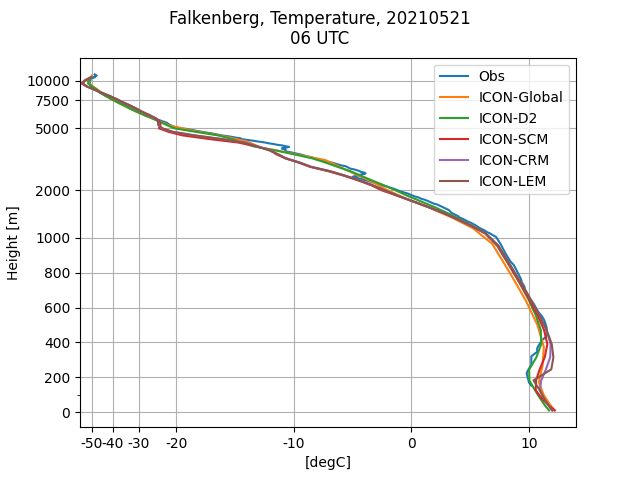 Falkenberg, Temperature, 20210521
06 UTC
Obs
ICON-Global
ICON-D2
ICON-SCM
ICON-CRM
ICON-LEM
Height [m]
10000
7500
5000
2000
1000
800
600
400
200
0
-50 -40 -30 -20 -10 0 10
[degC]